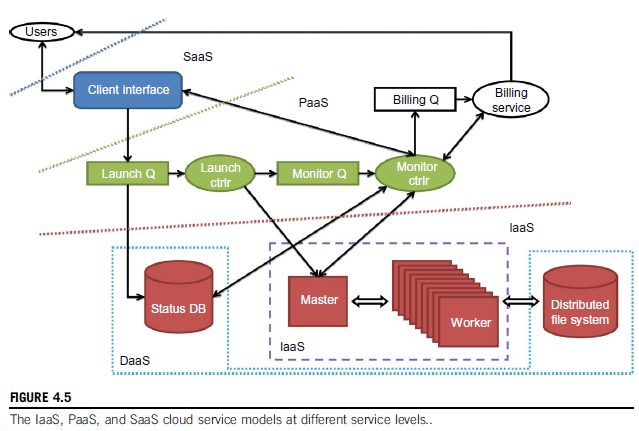 Users
SaaS
Client interface
PaaS
Billing Q
Billing
service
Launch Q
Launch
ctrlr
Monitor Q
Monitor
ctrlr
IaaS
Status DB
Master
Worker
Distributed
file system
DaaS
IaaS
FIGURE 4.5
The IaaS, PaaS, and SaaS cloud service models at different service levels..